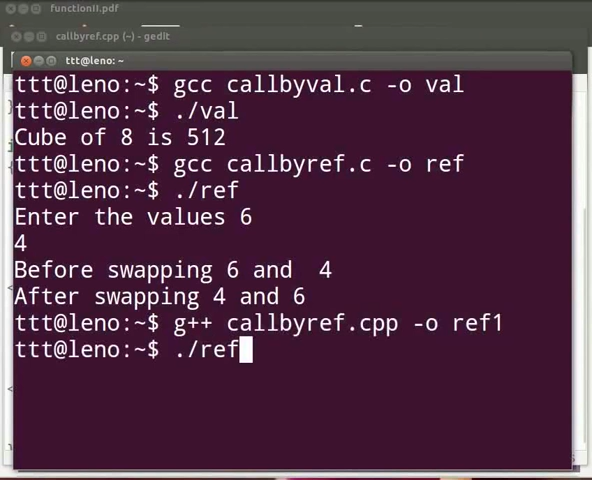 functionII.pdf
callbyref.cpp (~) - gedit
ttt@leno: ~
ttt@leno:~$ gcc callbyval.c -o val
ttt@leno:~$ ./val
Cube of 8 is 512
ttt@leno:~$ gcc callbyref.c -o ref
ttt@leno:~$ ./ref
Enter the values 6
4
Before swapping 6 and  4
After swapping 4 and 6
ttt@leno:~$ g++ callbyref.cpp -o ref1
ttt@leno:~$ ./ref